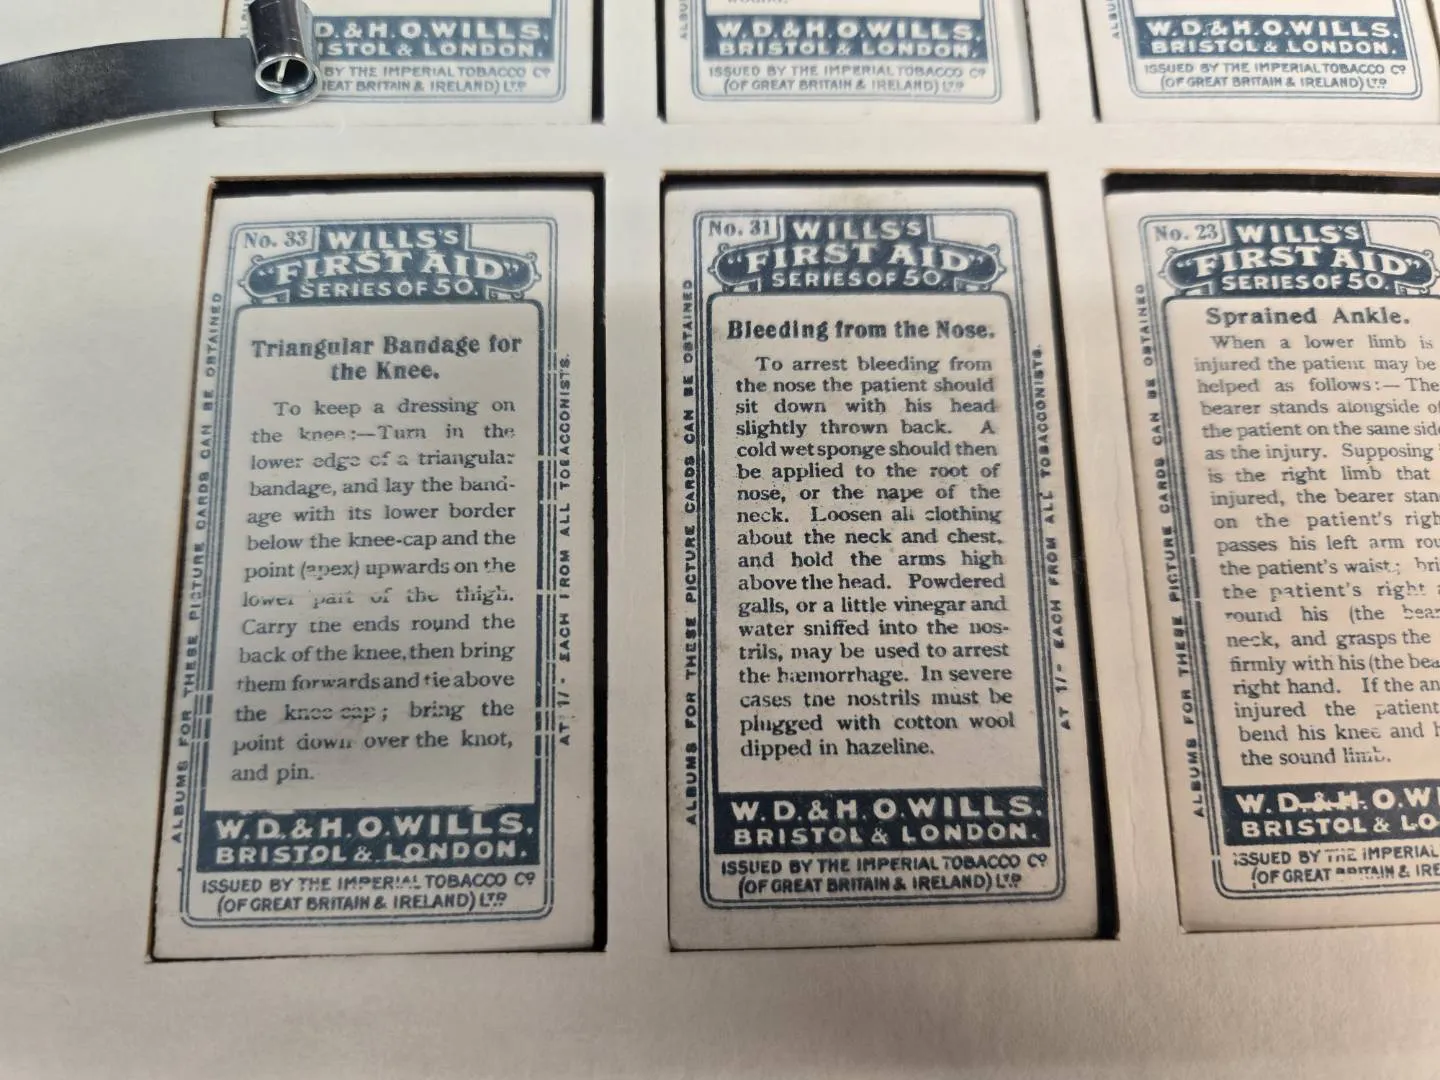 D.& H.O.WILLS.
ISTOL & LONDON.
BY THE IMPERIAL TOBACCO Cº
EAT BRITAIN & IRELAND) LTD
W.D.& H.O.WILLS.
BRISTOL & LONDON.
ISSUED BY THE IMPERIAL TOBACCO Cº
(OF GREAT BRITAIN & IRELAND) LTD
W.D.& H.O.WILLS.
BRISTOL & LONDON.
ISSUED BY THE IMPERIAL TOBACCO Cº
(OF GREAT BRITAIN & IRELAND) LTD
No. 33 WILLS's
"FIRST AID"
SERIES OF 50.
ALBUMS FOR THESE PICTURE CARDS CAN BE OBTAINED
Triangular Bandage for
the Knee.
To keep a dressing on
the knee:—Turn in the
lower edge of a triangular
bandage, and lay the band-
age with its lower border
below the knee-cap and the
point (apex) upwards on the
lower part of the thigh.
Carry the ends round the
back of the knee, then bring
them forwards and tie above
the knee-cap; bring the
point down over the knot,
and pin.
AT 1/- EACH FROM ALL TOBACCONISTS.
W.D.& H.O.WILLS.
BRISTOL & LONDON.
ISSUED BY THE IMPERIAL TOBACCO Cº
(OF GREAT BRITAIN & IRELAND) LTD
No. 31 WILLS's
"FIRST AID"
SERIES OF 50.
ALBUMS FOR THESE PICTURE CARDS CAN BE OBTAINED
Bleeding from the Nose.
To arrest bleeding from
the nose the patient should
sit down with his head
slightly thrown back. A
cold wet sponge should then
be applied to the root of
nose, or the nape of the
neck. Loosen all clothing
about the neck and chest,
and hold the arms high
above the head. Powdered
galls, or a little vinegar and
water sniffed into the nos-
trils, may be used to arrest
the hæmorrhage. In severe
cases the nostrils must be
plugged with cotton wool
dipped in hazeline.
AT 1/- EACH FROM ALL TOBACCONISTS.
W.D.& H.O.WILLS.
BRISTOL & LONDON.
ISSUED BY THE IMPERIAL TOBACCO Cº
(OF GREAT BRITAIN & IRELAND) LTD
No. 23 WILLS's
"FIRST AID"
SERIES OF 50.
ALBUMS FOR THESE PICTURE CARDS CAN BE OBTAINED
Sprained Ankle.
When a lower limb is
injured the patient may be
helped as follows:—The
bearer stands alongside of
the patient on the same side
as the injury. Supposing
is the right limb that
injured, the bearer stan
on the patient's righ
passes his left arm rou
the patient's waist; bri
the patient's right
round his (the bear
neck, and grasps the
firmly with his (the bea
right hand. If the an
injured the patient
bend his knee and
the sound limb.
W.D.& H.O.WI
BRISTOL & LO
ISSUED BY THE IMPERIAL
(OF GREAT BRITAIN & IRE